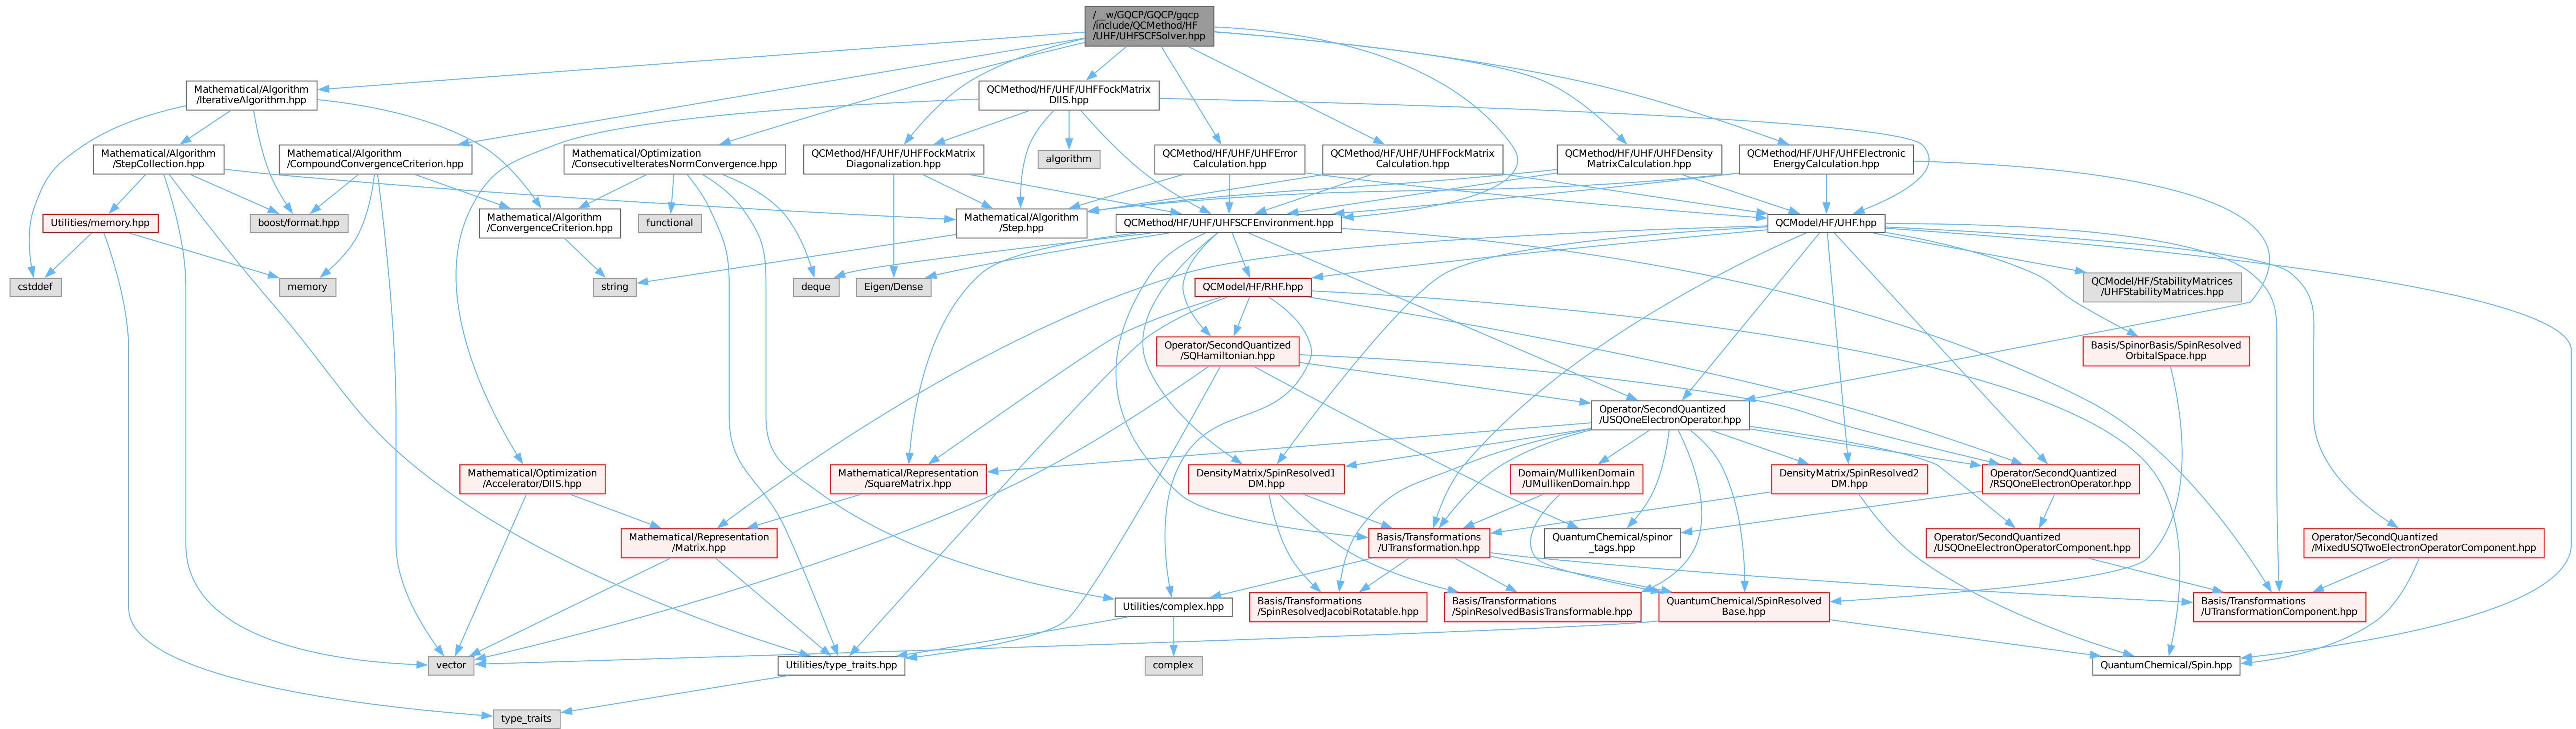 /__w/GQCP/GQCP/gqcp
/include/QCMethod/HF
/UHF/UHFSCFSolver.hpp
Mathematical/Algorithm
/IterativeAlgorithm.hpp
QCMethod/HF/UHF/UHFFockMatrix
DIIS.hpp
Mathematical/Algorithm
/StepCollection.hpp
Mathematical/Algorithm
/CompoundConvergenceCriterion.hpp
Mathematical/Optimization
/ConsecutiveIteratesNormConvergence.hpp
QCMethod/HF/UHF/UHFFockMatrix
Diagonalization.hpp
algorithm
QCMethod/HF/UHF/UHFError
Calculation.hpp
QCMethod/HF/UHF/UHFFockMatrix
Calculation.hpp
QCMethod/HF/UHF/UHFDensity
MatrixCalculation.hpp
QCMethod/HF/UHF/UHFElectronic
EnergyCalculation.hpp
Utilities/memory.hpp
boost/format.hpp
Mathematical/Algorithm
/ConvergenceCriterion.hpp
functional
Mathematical/Algorithm
/Step.hpp
QCMethod/HF/UHF/UHFSCFEnvironment.hpp
QCModel/HF/UHF.hpp
cstddef
memory
string
deque
Eigen/Dense
QCModel/HF/RHF.hpp
QCModel/HF/StabilityMatrices
/UHFStabilityMatrices.hpp
Operator/SecondQuantized
/SQHamiltonian.hpp
Basis/SpinorBasis/SpinResolved
OrbitalSpace.hpp
Operator/SecondQuantized
/USQOneElectronOperator.hpp
Mathematical/Optimization
/Accelerator/DIIS.hpp
Mathematical/Representation
/SquareMatrix.hpp
DensityMatrix/SpinResolved1
DM.hpp
Domain/MullikenDomain
/UMullikenDomain.hpp
DensityMatrix/SpinResolved2
DM.hpp
Operator/SecondQuantized
/RSQOneElectronOperator.hpp
Mathematical/Representation
/Matrix.hpp
Basis/Transformations
/UTransformation.hpp
QuantumChemical/spinor
_tags.hpp
Operator/SecondQuantized
/USQOneElectronOperatorComponent.hpp
Operator/SecondQuantized
/MixedUSQTwoElectronOperatorComponent.hpp
Utilities/complex.hpp
Basis/Transformations
/SpinResolvedJacobiRotatable.hpp
Basis/Transformations
/SpinResolvedBasisTransformable.hpp
QuantumChemical/SpinResolved
Base.hpp
Basis/Transformations
/UTransformationComponent.hpp
vector
Utilities/type_traits.hpp
complex
QuantumChemical/Spin.hpp
type_traits